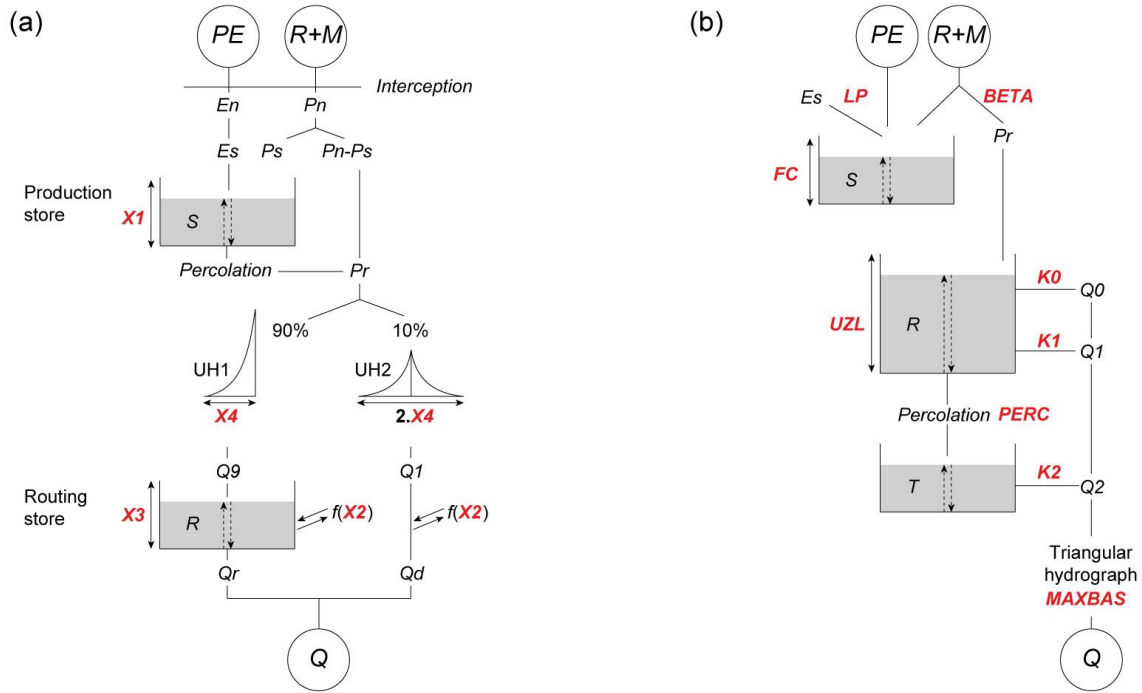 (a)
PE
R+M
Interception
En
Pn
Es
Ps
Pn-Ps
Production
store
X1
S
Percolation
Pr
90%
10%
UH1
UH2
X4
2.X4
Q9
Q1
Routing
store
X3
R
f(X2)
f(X2)
Qr
Qd
Q
(b)
PE
R+M
Es
LP
BETA
Pr
FC
S
K0
Q0
UZL
R
K1
Q1
Percolation PERC
K2
T
Q2
Triangular
hydrograph
MAXBAS
Q